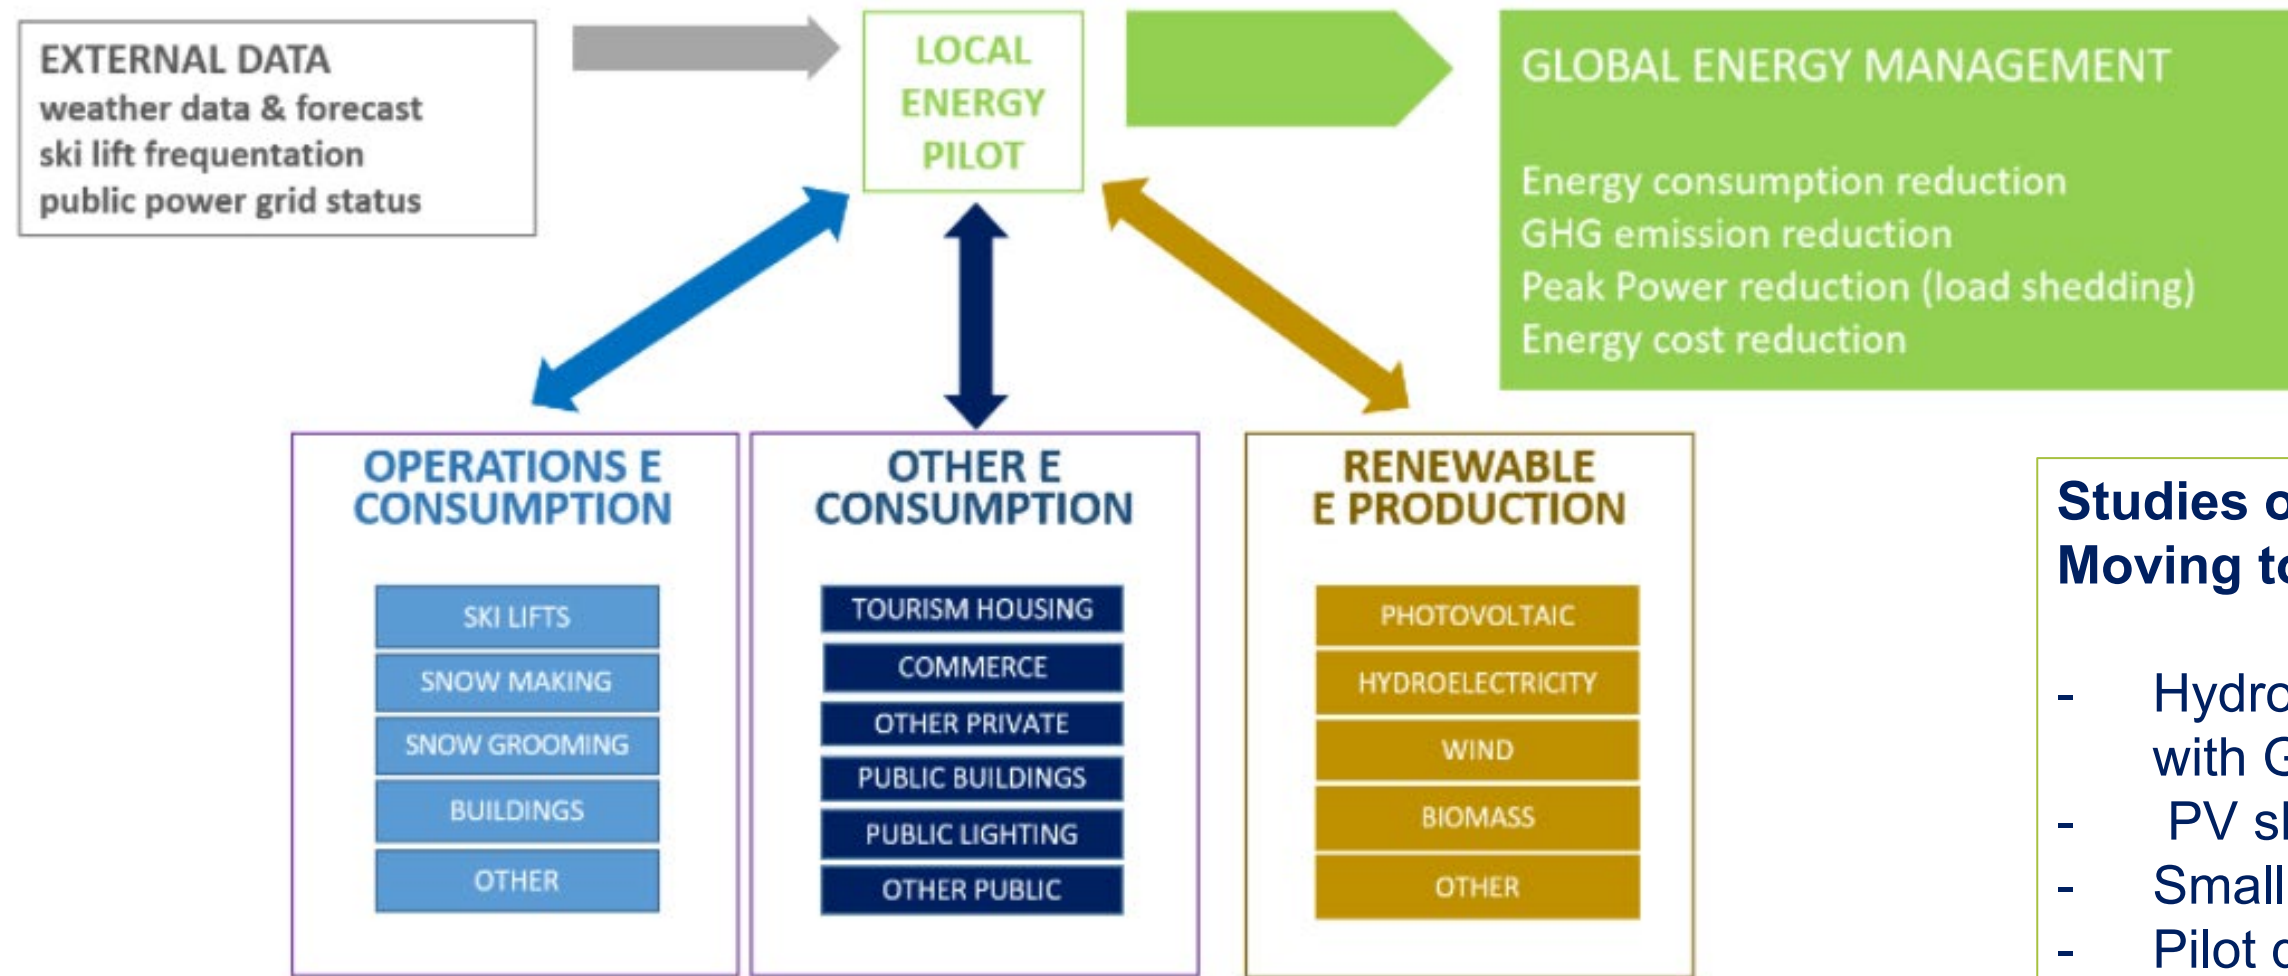 EXTERNAL DATA
weather data & forecast
ski lift frequentation
public power grid status
LOCAL
ENERGY
PILOT
GLOBAL ENERGY MANAGEMENT
Energy consumption reduction
GHG emission reduction
Peak Power reduction (load shedding)
Energy cost reduction
OPERATIONS E
CONSUMPTION
SKI LIFTS
SNOW MAKING
SNOW GROOMING
BUILDINGS
OTHER
OTHER E
CONSUMPTION
TOURISM HOUSING
COMMERCE
OTHER PRIVATE
PUBLIC BUILDINGS
PUBLIC LIGHTING
OTHER PUBLIC
RENEWABLE
E PRODUCTION
PHOTOVOLTAIC
HYDROELECTRICITY
WIND
BIOMASS
OTHER
Studies
Moving
-
with
- PV
- Small
- Pilot